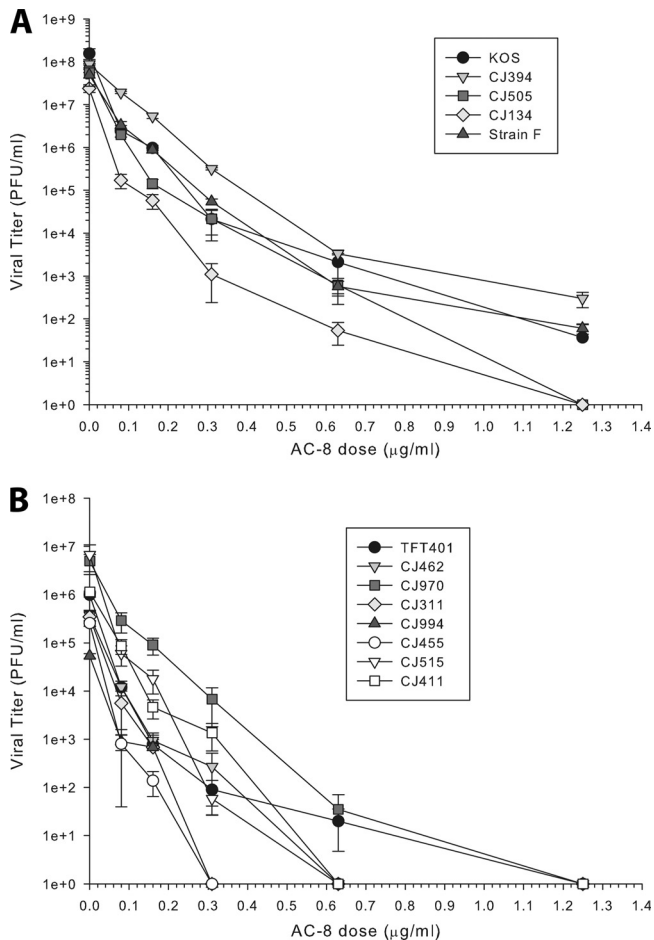 A
Viral Titer (PFU/ml)
1e+9
1e+8
1e+7
1e+6
1e+5
1e+4
1e+3
1e+2
1e+1
1e+0
KOS
CJ394
CJ505
CJ134
Strain F
0.0 0.1 0.2 0.3 0.4 0.5 0.6 0.7 0.8 0.9 1.0 1.1 1.2 1.3 1.4
AC-8 dose (μg/ml)
B
Viral Titer (PFU/ml)
1e+8
1e+7
1e+6
1e+5
1e+4
1e+3
1e+2
1e+1
1e+0
TFT401
CJ462
CJ970
CJ311
CJ994
CJ455
CJ515
CJ411
0.0 0.1 0.2 0.3 0.4 0.5 0.6 0.7 0.8 0.9 1.0 1.1 1.2 1.3 1.4
AC-8 dose (μg/ml)